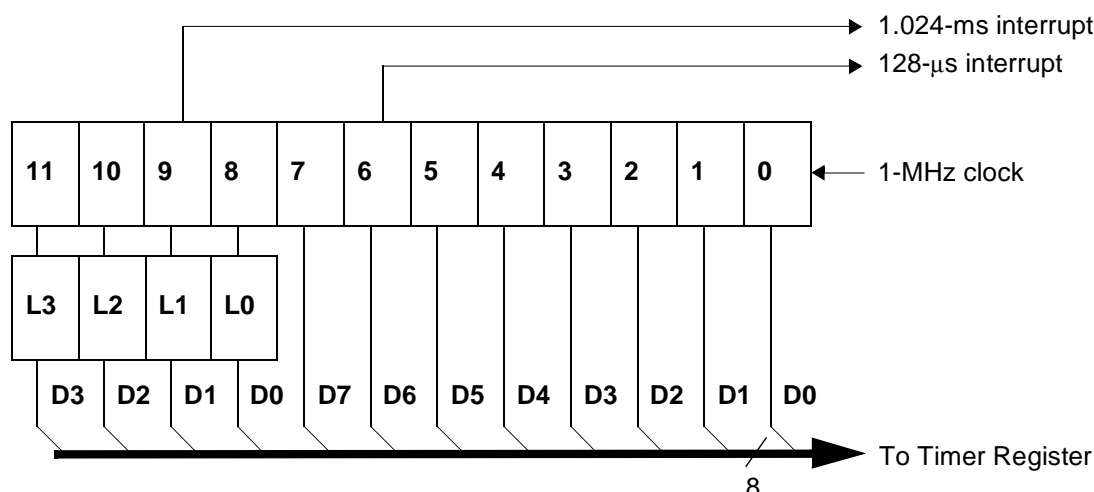 1.024-ms interrupt
128-μs interrupt
11 10 9 8 7 6 5 4 3 2 1 0
1-MHz clock
L3 L2 L1 L0
D3 D2 D1 D0 D7 D6 D5 D4 D3 D2 D1 D0
To Timer Register
8